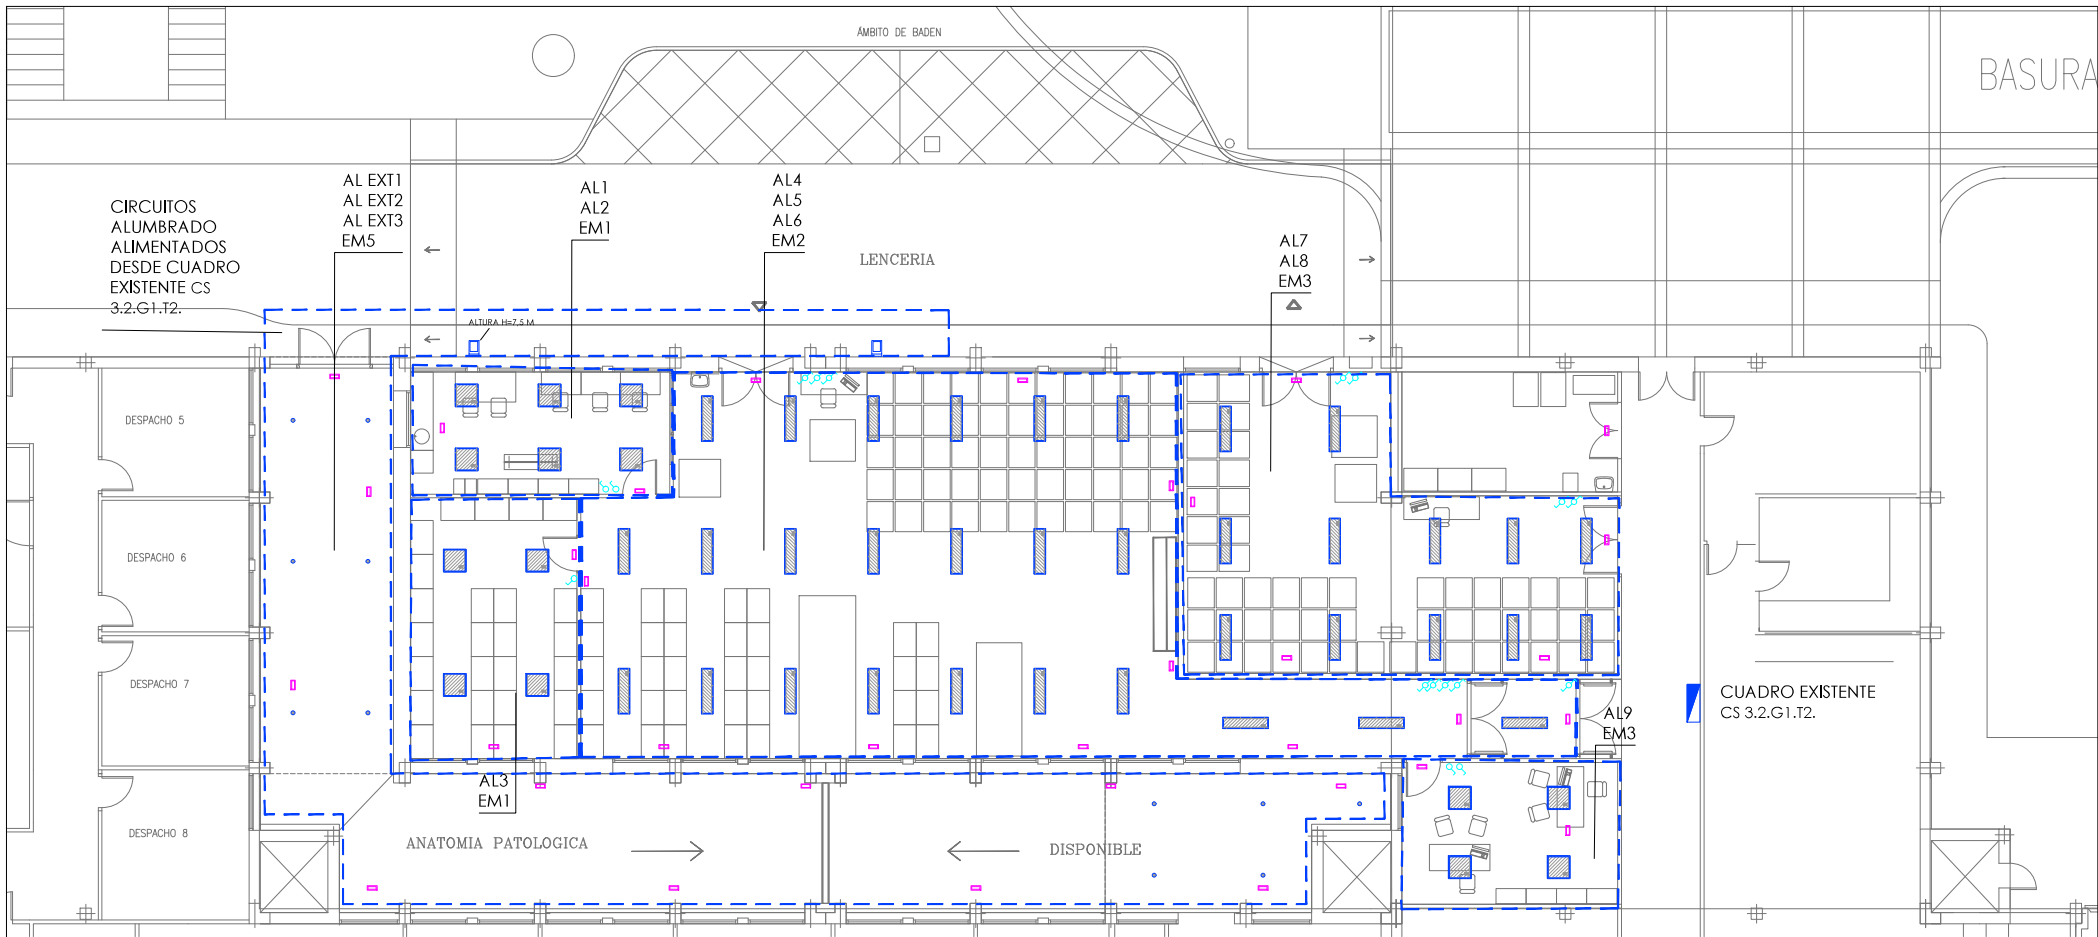 ÁMBITO DE BADEN
BASURA
CIRCUITOS
ALUMBRADO
ALIMENTADOS
DESDE CUADRO
EXISTENTE CS
3.2.G1.T2.
AL EXT1
AL EXT2
AL EXT3
EM5
AL1
AL2
EM1
AL4
AL5
AL6
EM2
LENCERIA
AL7
AL8
EM3
ALTURA H=7,5 M
DESPACHO 5
DESPACHO 6
DESPACHO 7
DESPACHO 8
CUADRO EXISTENTE
CS 3.2.G1.T2.
AL9
EM3
AL3
EM1
ANATOMIA PATOLOGICA
DISPONIBLE